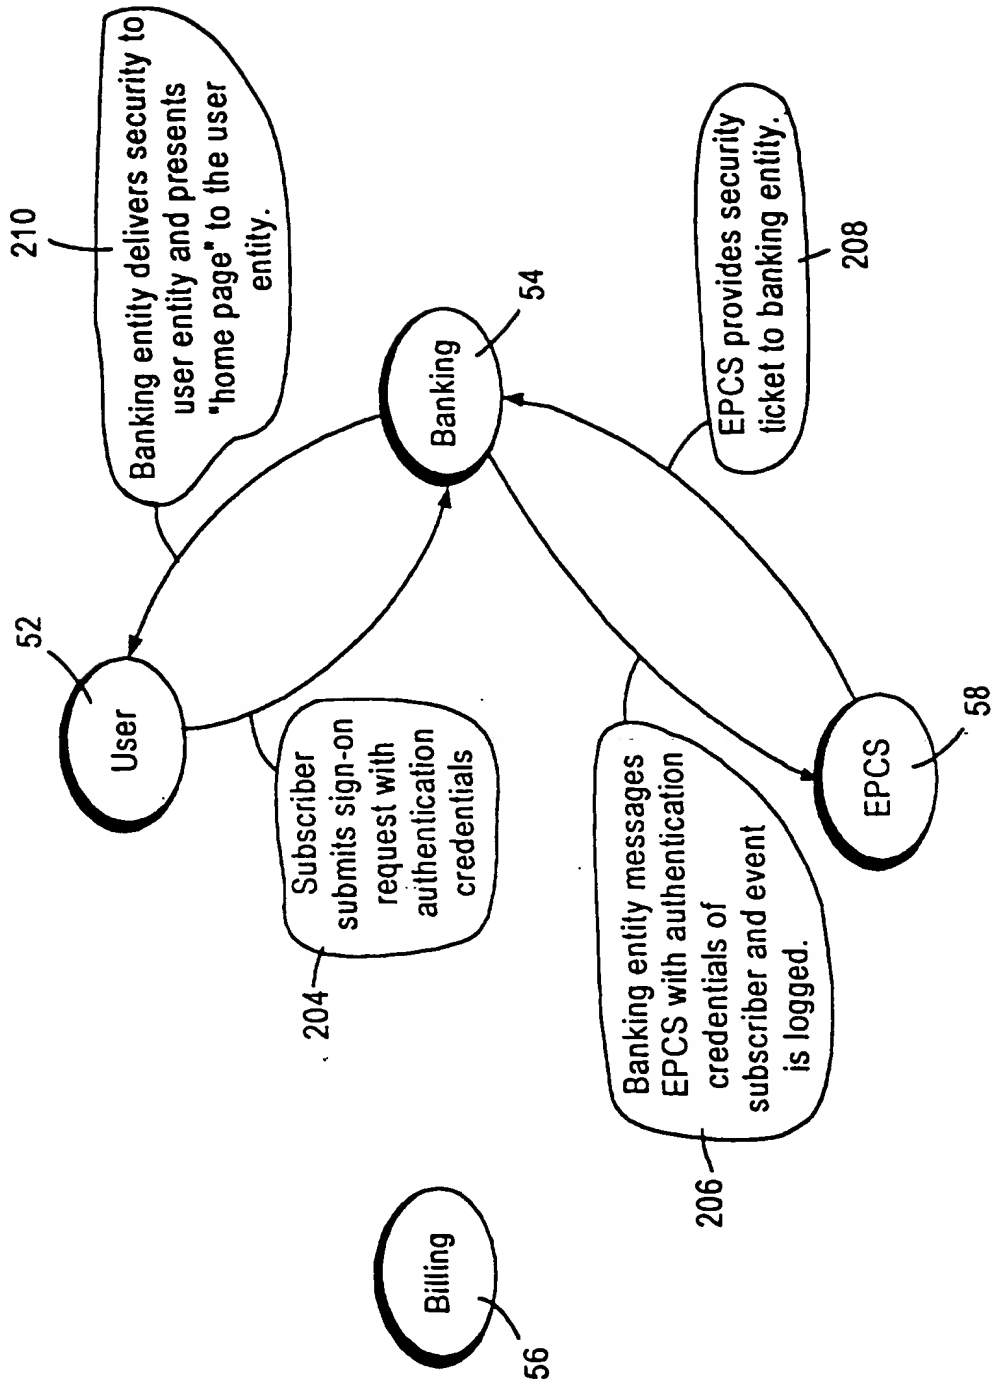 210
Banking entity delivers security to
user entity and presents
"home page" to the user
entity.
52
User
54
Banking
204
Subscriber
submits sign-on
request with
authentication
credentials
EPCS provides security
ticket to banking entity.
208
206
Banking entity messages
EPCS with authentication
credentials of
subscriber and event
is logged.
EPCS
58
Billing
56